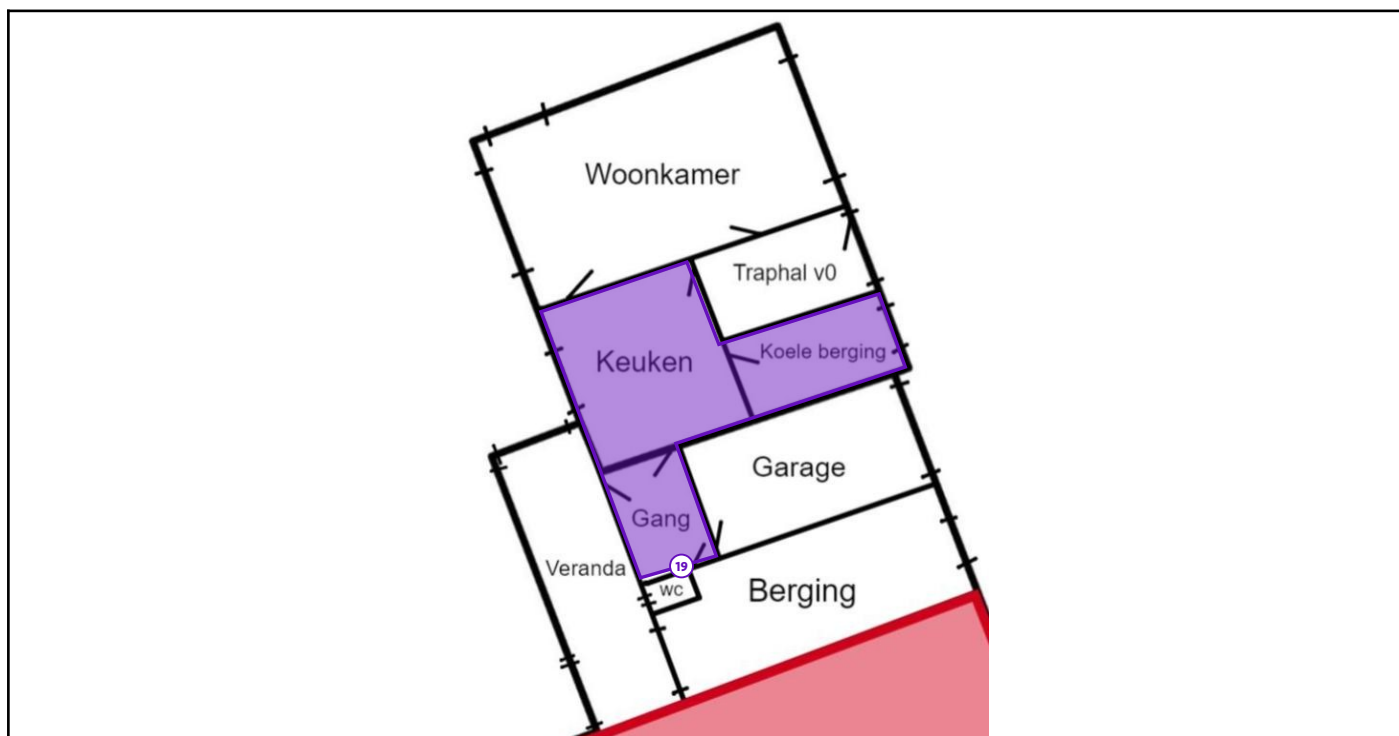 Woonkamer
Traphal v0
Keuken
Koele berging
Garage
Gang
Veranda
19
wc
Berging